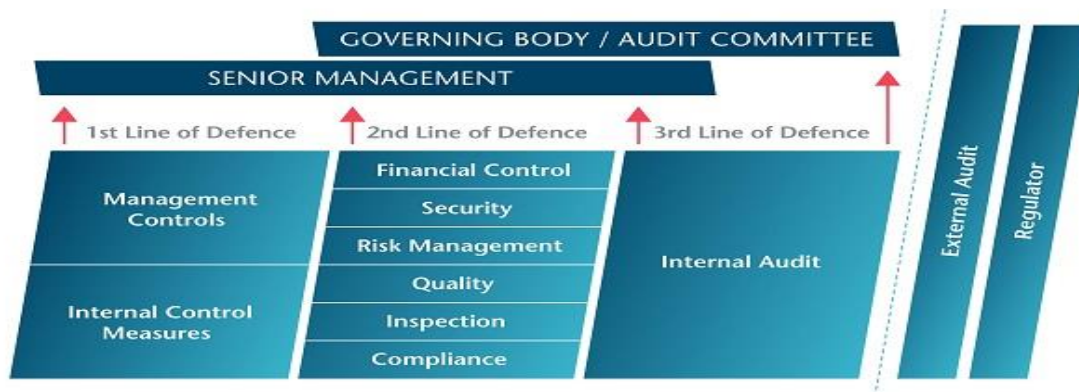 GOVERNING BODY / AUDIT COMMITTEE
SENIOR MANAGEMENT
1st Line of Defence
2nd Line of Defence
3rd Line of Defence
Management
Controls
Internal Control
Measures
Financial Control
Security
Risk Management
Quality
Inspection
Compliance
Internal Audit
External Audit
Regulator